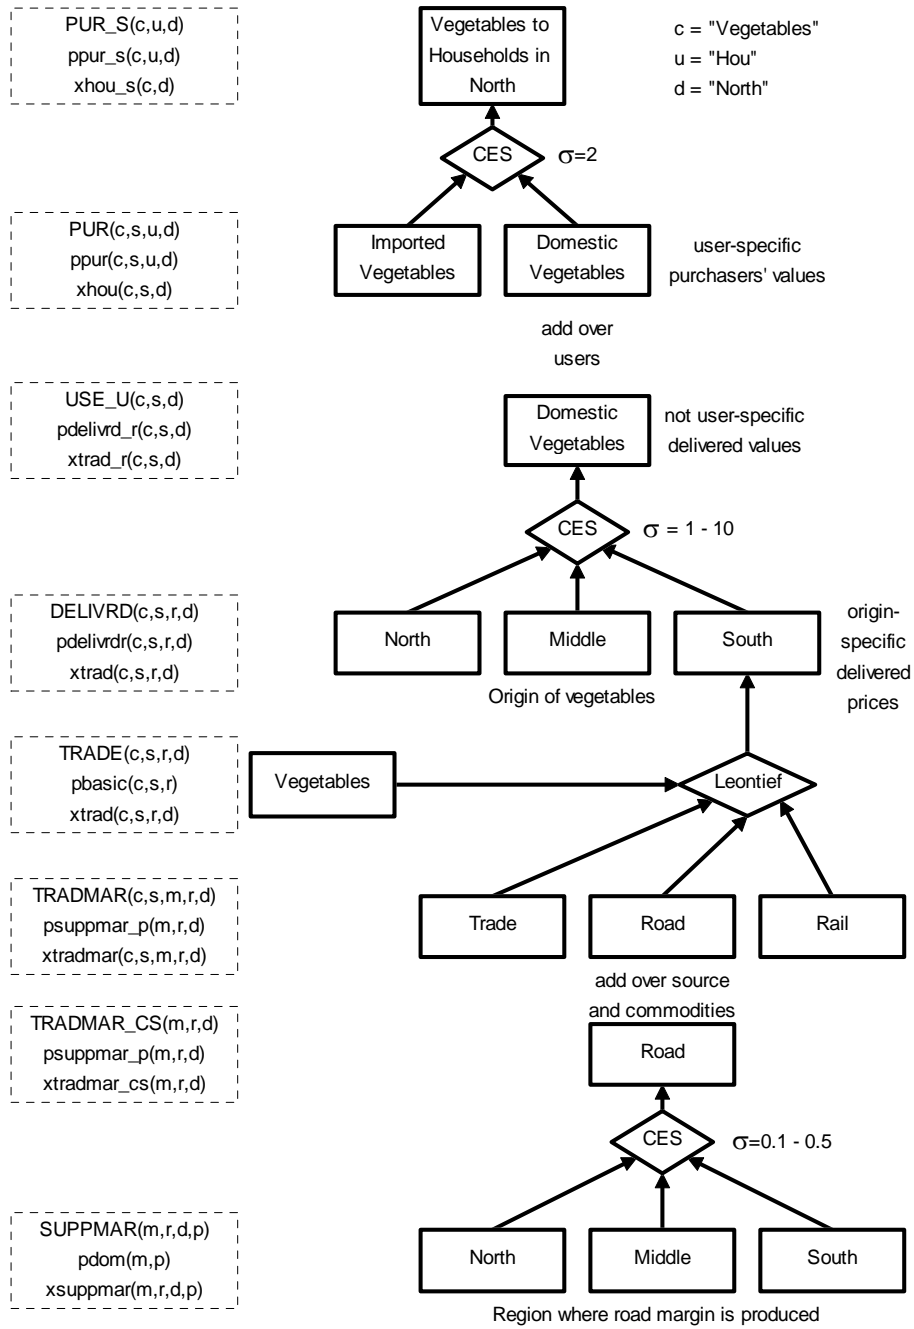 PUR_S(c,u,d)
ppur_s(c,u,d)
xhou_s(c,d)
Vegetables to
Households in
North
c = "Vegetables"
u = "Hou"
d = "North"
CES
σ=2
PUR(c,s,u,d)
ppur(c,s,u,d)
xhou(c,s,d)
Imported
Vegetables
Domestic
Vegetables
user-specific
purchasers' values
add over
users
USE_U(c,s,d)
pdelivrd_r(c,s,d)
xtrad_r(c,s,d)
Domestic
Vegetables
not user-specific
delivered values
CES
σ = 1 - 10
DELIVRD(c,s,r,d)
pdelivrdr(c,s,r,d)
xtrad(c,s,r,d)
North
Middle
South
origin-
specific
delivered
prices
Origin of vegetables
TRADE(c,s,r,d)
pbasic(c,s,r)
xtrad(c,s,r,d)
Vegetables
Leontief
TRADMAR(c,s,m,r,d)
psuppmar_p(m,r,d)
xtradmar(c,s,m,r,d)
Trade
Road
Rail
add over source
and commodities
TRADMAR_CS(m,r,d)
psuppmar_p(m,r,d)
xtradmar_cs(m,r,d)
Road
CES
σ=0.1 - 0.5
SUPPMAR(m,r,d,p)
pdom(m,p)
xsuppmar(m,r,d,p)
North
Middle
South
Region where road margin is produced